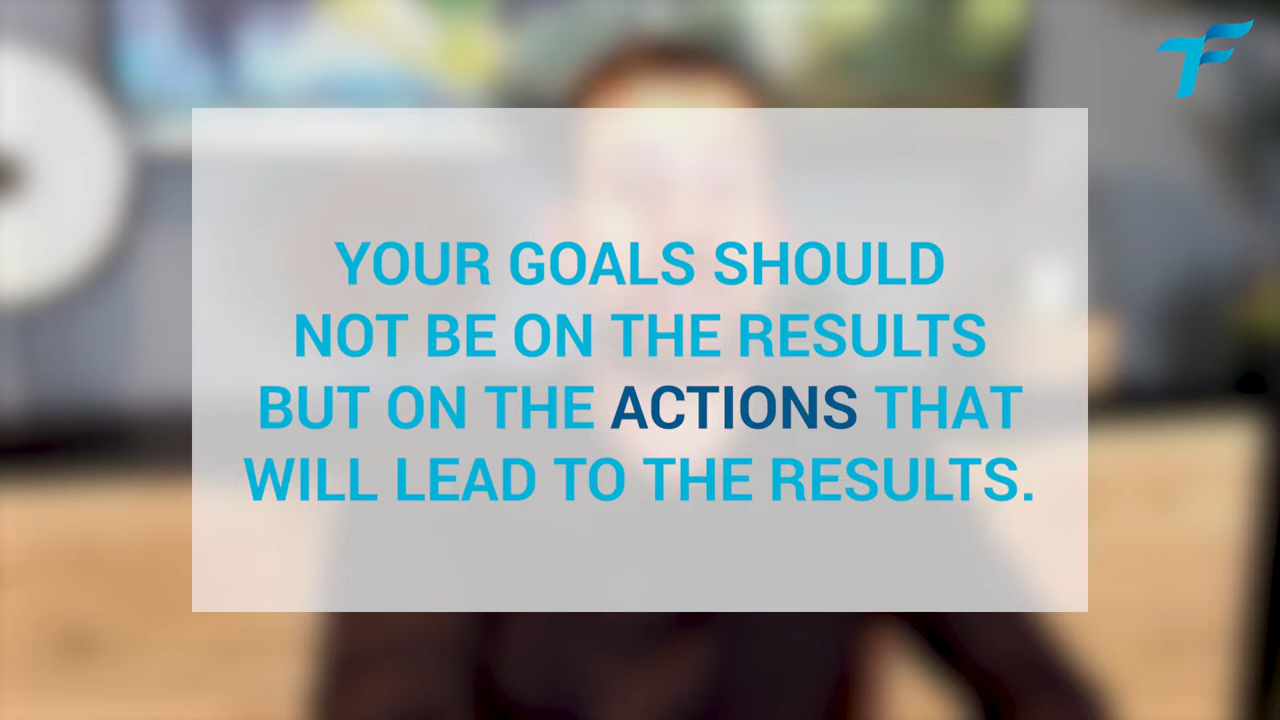 YOUR GOALS SHOULD
NOT BE ON THE RESULTS
BUT ON THE ACTIONS THAT
WILL LEAD TO THE RESULTS.